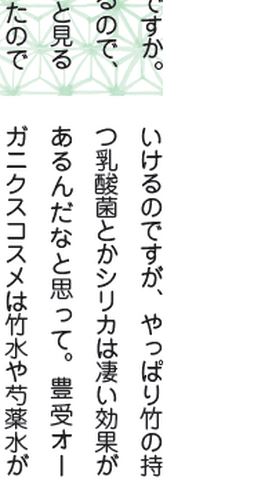 ですか。
るので、
と見る
たので
いけるのですが、やっぱり竹の持
つ乳酸菌とかシリカは凄い効果が
あるんだなと思って。豊受オー
ガニクスコスメは竹水や芍薬水が